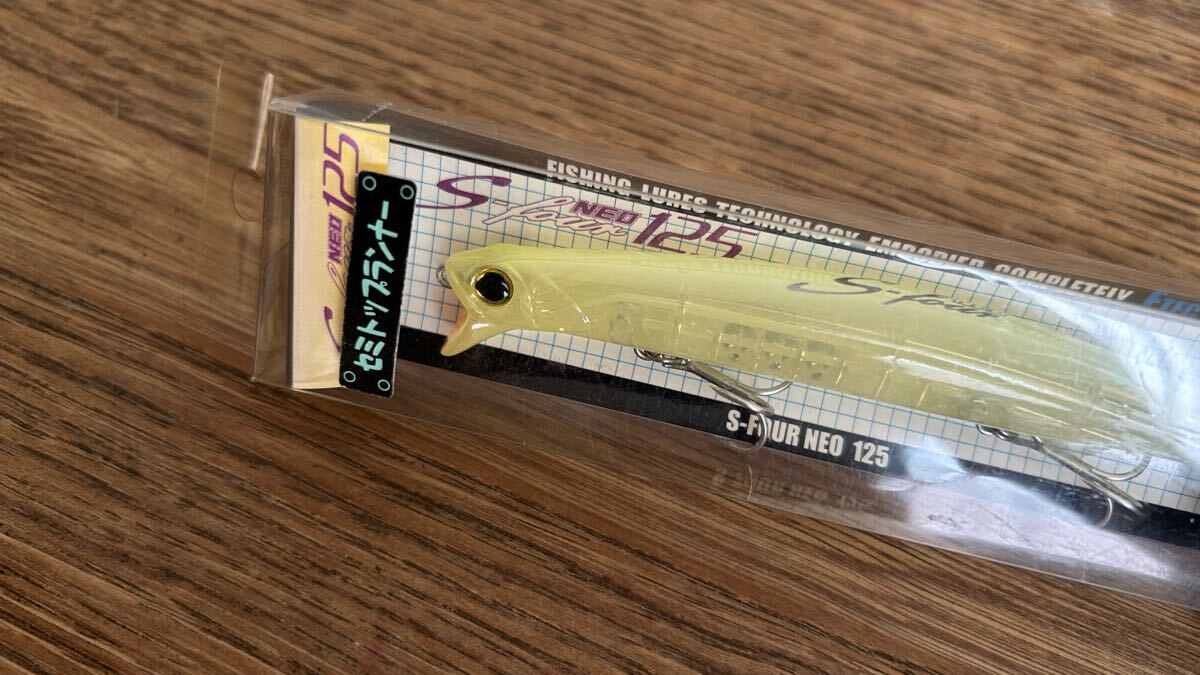 NEO 125
セミトップランナー
FISHING LURES TECHNOLOGY EMBODIED COMPLETELY
S-four NEO 125
S-four
S-FOUR NEO 125